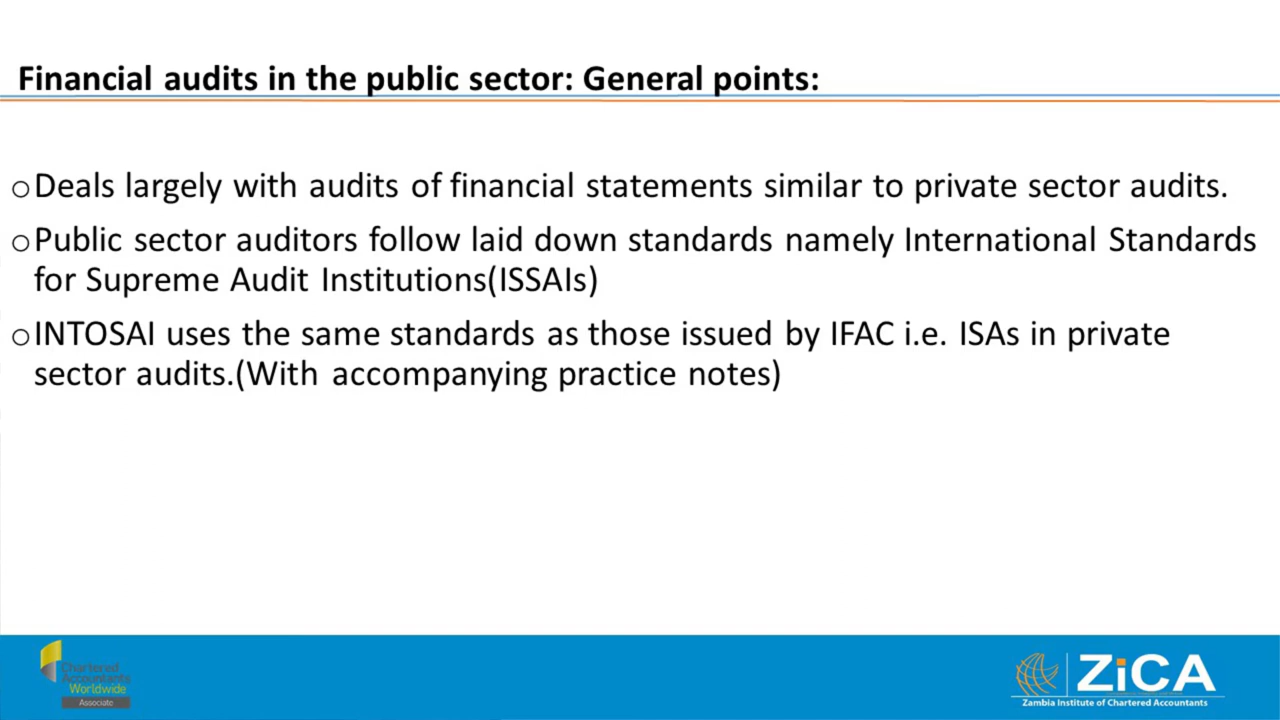 Financial audits in the public sector: General points:
oDeals largely with audits of financial statements similar to private sector audits.
oPublic sector auditors follow laid down standards namely International Standards
for Supreme Audit Institutions(ISSAIs)
oINTOSAI uses the same standards as those issued by IFAC i.e. ISAs in private
sector audits.(With accompanying practice notes)
Chartered
Accountants
Worldwide
Associate
ZiCA
Zambia Institute of Chartered Accountants